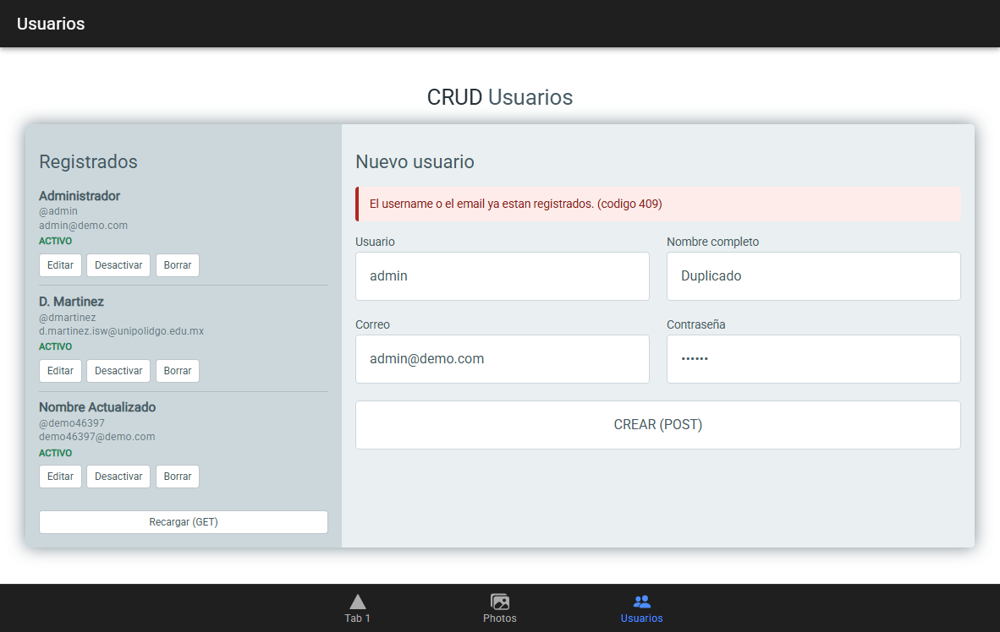 Usuarios
CRUD Usuarios
Registrados
Administrador
@admin
admin@demo.com
ACTIVO
Editar Desactivar Borrar
D. Martinez
@dmartinez
d.martinez.isw@unipolidgo.edu.mx
ACTIVO
Editar Desactivar Borrar
Nombre Actualizado
@demo46397
demo46397@demo.com
ACTIVO
Editar Desactivar Borrar
Recargar (GET)
Nuevo usuario
El username o el email ya estan registrados. (codigo 409)
Usuario Nombre completo
admin Duplicado
Correo Contraseña
admin@demo.com ••••••
CREAR (POST)
Tab 1 Photos Usuarios